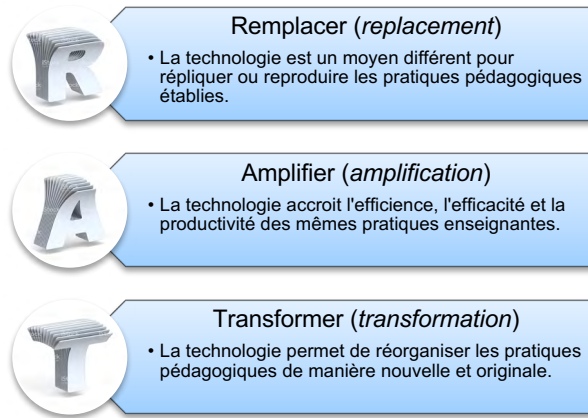 R
Remplacer (replacement)
• La technologie est un moyen différent pour
répliquer ou reproduire les pratiques pédagogiques
établies.
A
Amplifier (amplification)
• La technologie accroit l'efficience, l'efficacité et la
productivité des mêmes pratiques enseignantes.
T
Transformer (transformation)
• La technologie permet de réorganiser les pratiques
pédagogiques de manière nouvelle et originale.